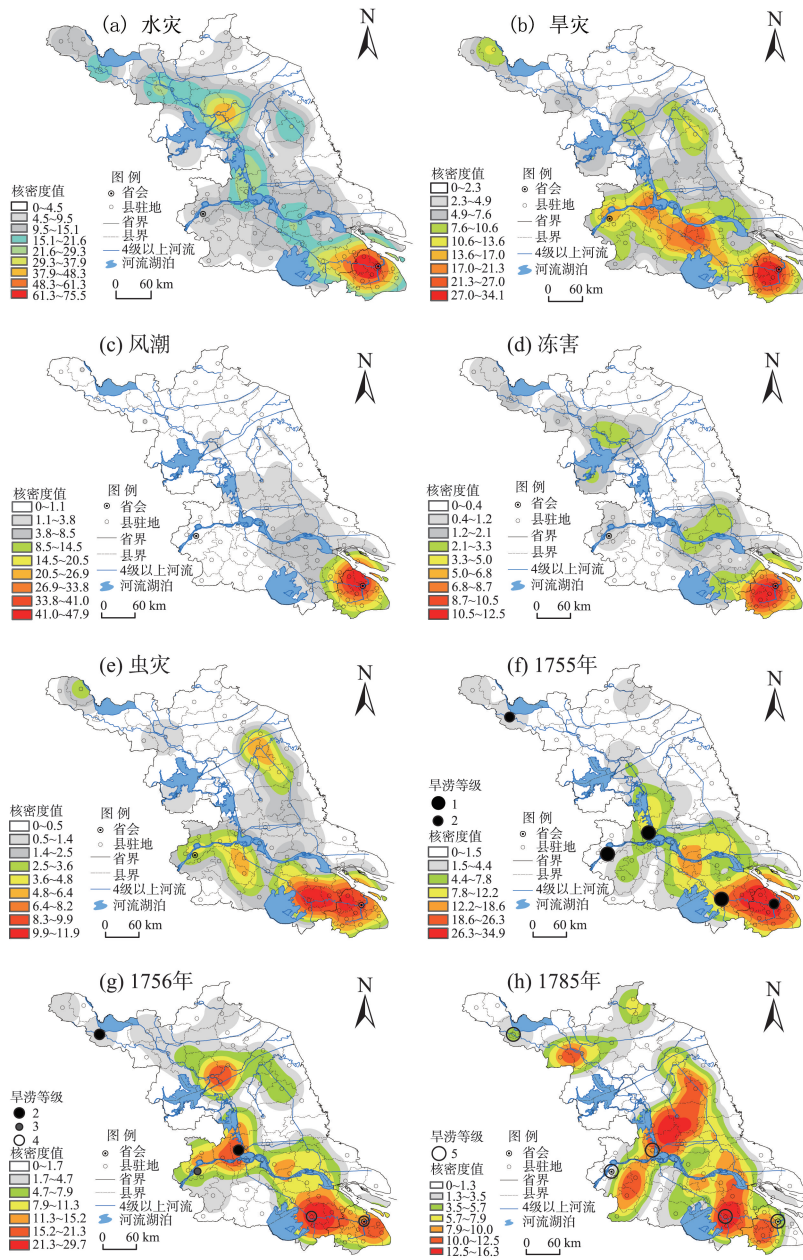 (a) 水灾
N
核密度值
0~4.5
4.5~9.5
9.5~15.1
15.1~21.6
21.6~29.3
29.3~37.9
37.9~48.3
48.3~61.3
61.3~75.5
图 例
省会
县驻地
省界
县界
4级以上河流
河流湖泊
0 60 km
(b) 旱灾
N
核密度值
0~2.3
2.3~4.9
4.9~7.6
7.6~10.6
10.6~13.6
13.6~17.0
17.0~21.3
21.3~27.0
27.0~34.1
图 例
省会
县驻地
省界
县界
4级以上河流
河流湖泊
0 60 km
(c) 风潮
N
核密度值
0~1.1
1.1~3.8
3.8~8.5
8.5~14.5
14.5~20.5
20.5~26.9
26.9~33.8
33.8~41.0
41.0~47.9
图 例
省会
县驻地
省界
县界
4级以上河流
河流湖泊
0 60 km
(d) 冻害
N
核密度值
0~0.4
0.4~1.2
1.2~2.1
2.1~3.3
3.3~5.0
5.0~6.8
6.8~8.7
8.7~10.5
10.5~12.5
图 例
省会
县驻地
省界
县界
4级以上河流
河流湖泊
0 60 km
(e) 虫灾
N
核密度值
0~0.5
0.5~1.4
1.4~2.5
2.5~3.6
3.6~4.8
4.8~6.4
6.4~8.2
8.3~9.9
9.9~11.9
图 例
省会
县驻地
省界
县界
4级以上河流
河流湖泊
0 60 km
(f) 1755年
N
旱涝等级
1
2
核密度值
0~1.5
1.5~4.4
4.4~7.8
7.8~12.2
12.2~18.6
18.6~26.3
26.3~34.9
图 例
省会
县驻地
省界
县界
4级以上河流
河流湖泊
0 60 km
(g) 1756年
N
旱涝等级
2
3
4
核密度值
0~1.7
1.7~4.7
4.7~7.9
7.9~11.3
11.3~15.2
15.2~21.3
21.3~29.7
图 例
省会
县驻地
省界
县界
4级以上河流
河流湖泊
0 60 km
(h) 1785年
N
旱涝等级
5
核密度值
0~1.3
1.3~3.5
3.5~5.7
5.7~7.9
7.9~10.0
10.0~12.5
12.5~16.3
图 例
省会
县驻地
省界
县界
4级以上河流
河流湖泊
0 60 km